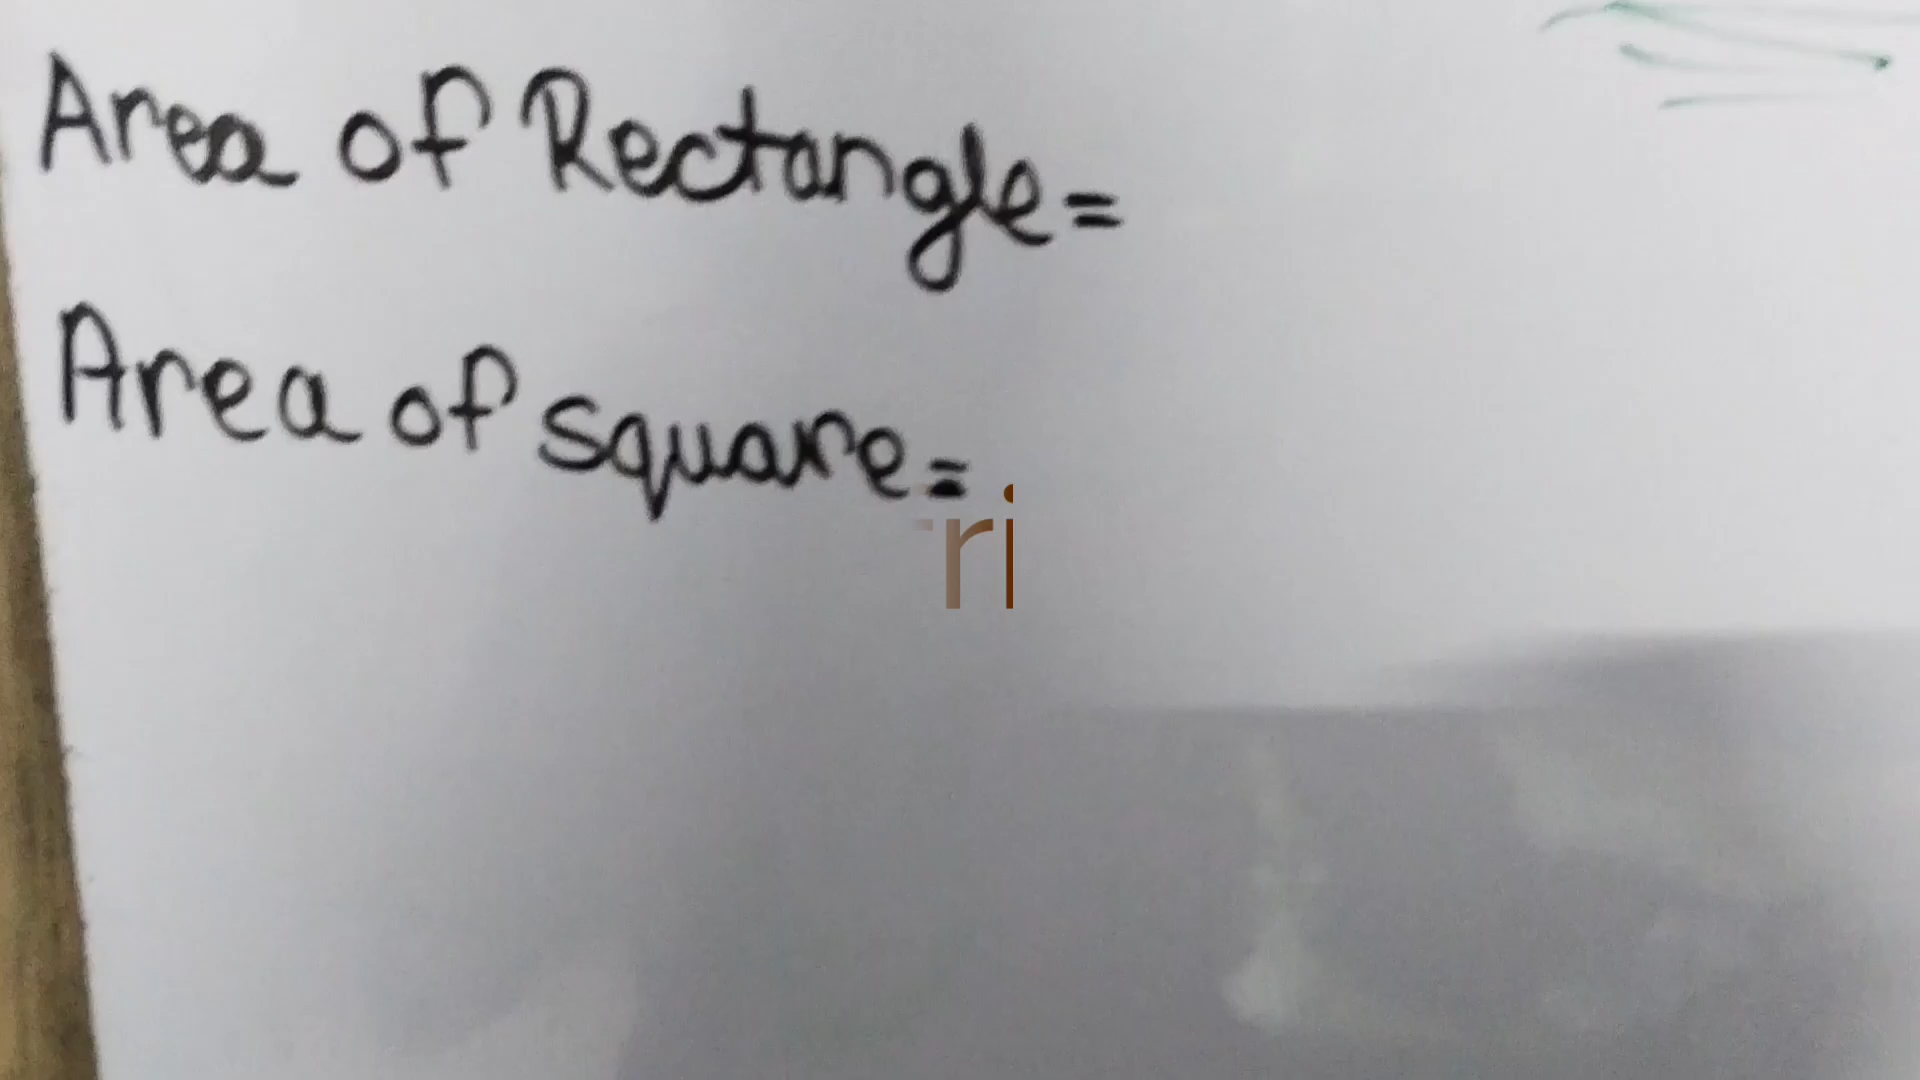 Area of Rectangle=
Area of square=
ri